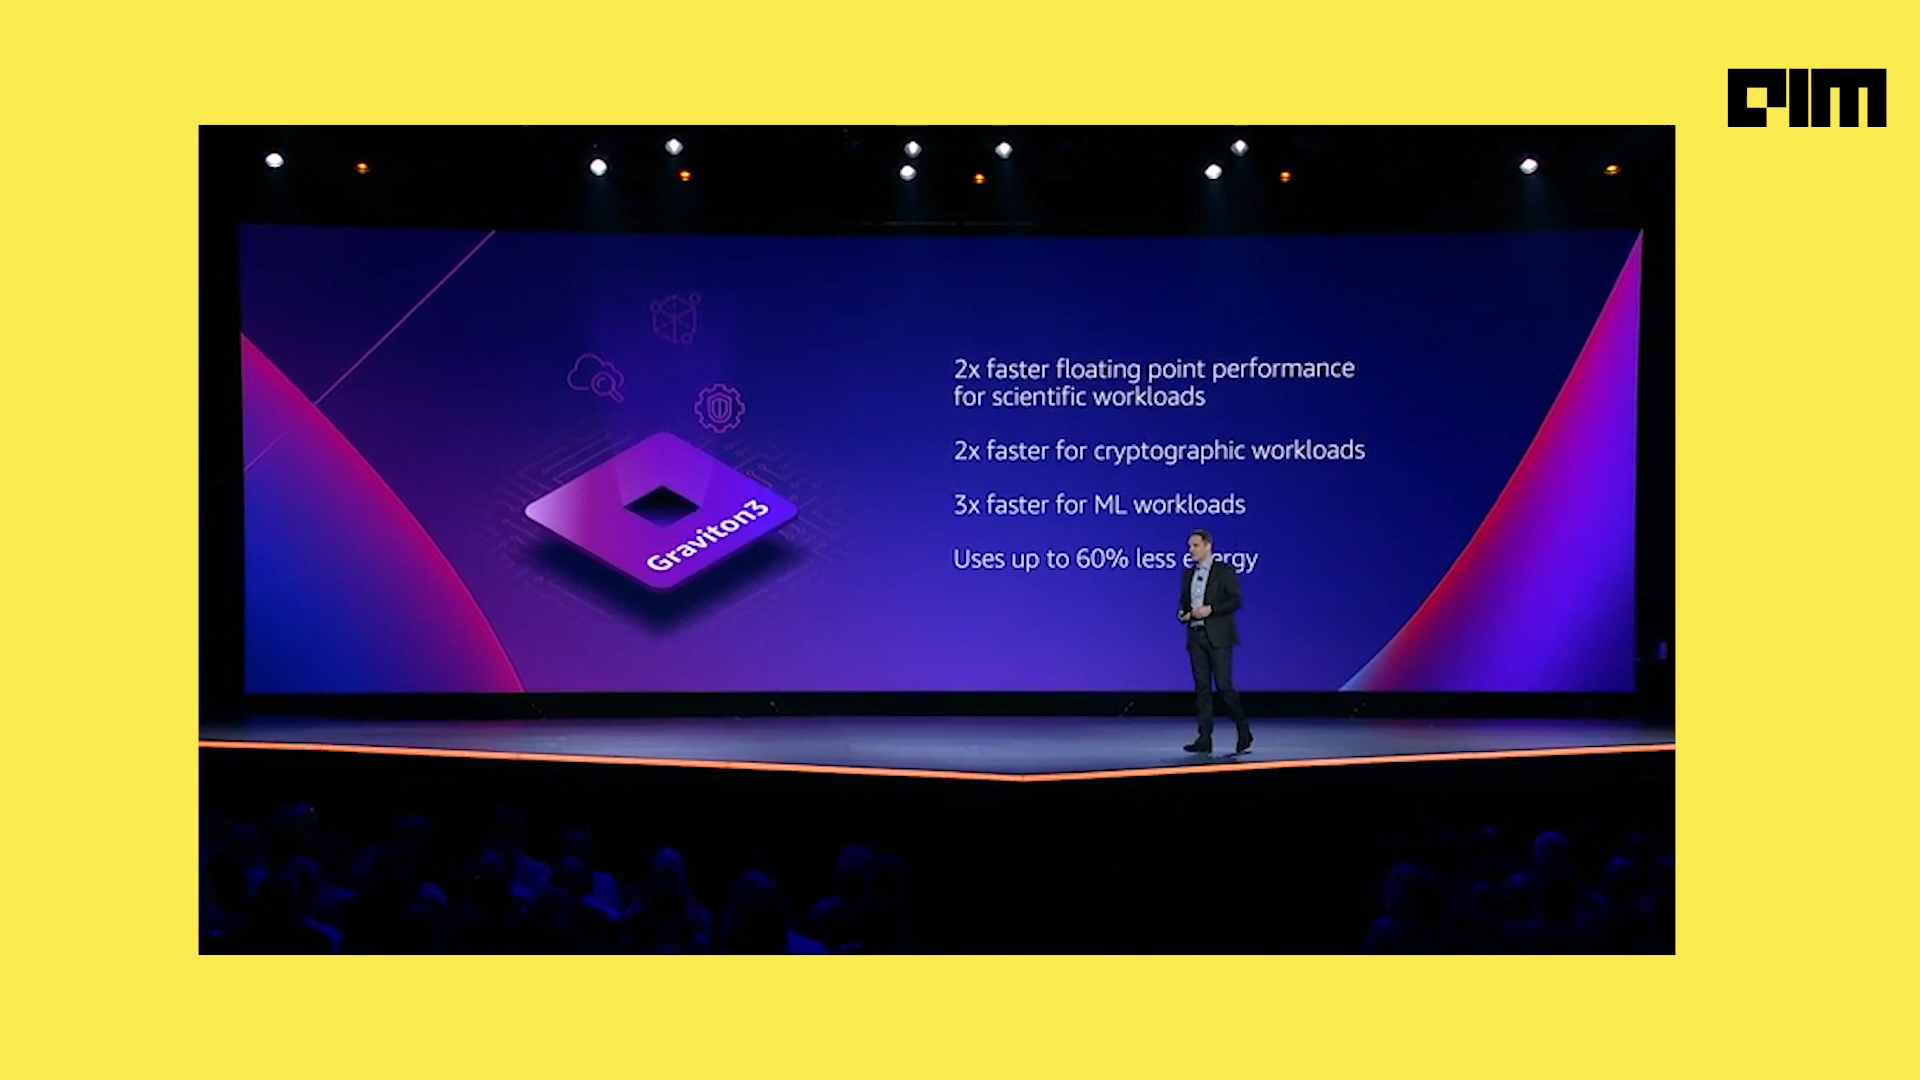 AIM
2x faster floating point performance
for scientific workloads
2x faster for cryptographic workloads
3x faster for ML workloads
Uses up to 60% less energy
Graviton3